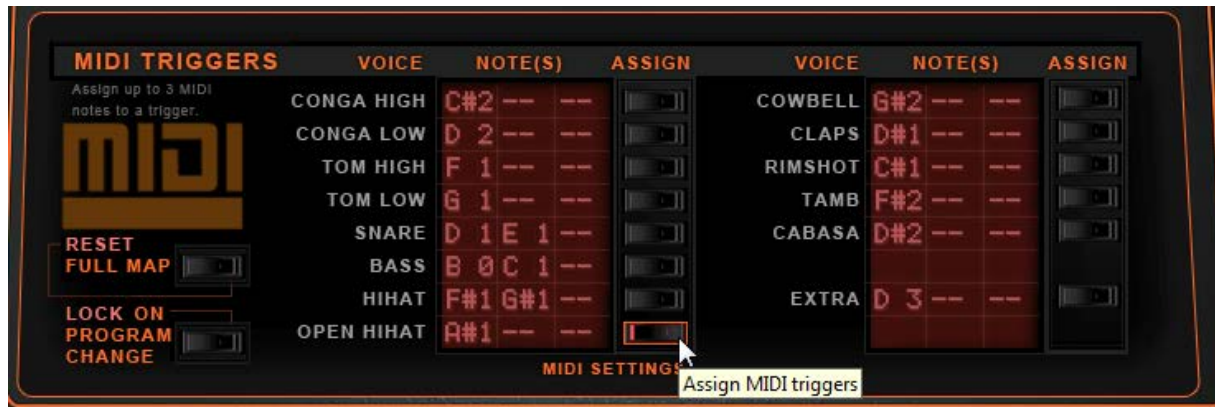 MIDI TRIGGERS VOICE NOTE(S) ASSIGN VOICE NOTE(S) ASSIGN
Assign up to 3 MIDI
notes to a trigger.
MIDI
CONGA HIGH C#2 -- -- COWBELL G#2 -- --
CONGA LOW D 2 -- -- CLAPS D#1 -- --
TOM HIGH F 1 -- -- RIMSHOT C#1 -- --
TOM LOW G 1 -- -- TAMB F#2 -- --
SNARE D 1 E 1 -- CABASA D#2 -- --
BASS B 0 C 1 --
HIHAT F#1 G#1 -- EXTRA D 3 -- --
OPEN HIHAT A#1 -- --
RESET
FULL MAP
LOCK ON
PROGRAM
CHANGE
MIDI SETTINGS
Assign MIDI triggers